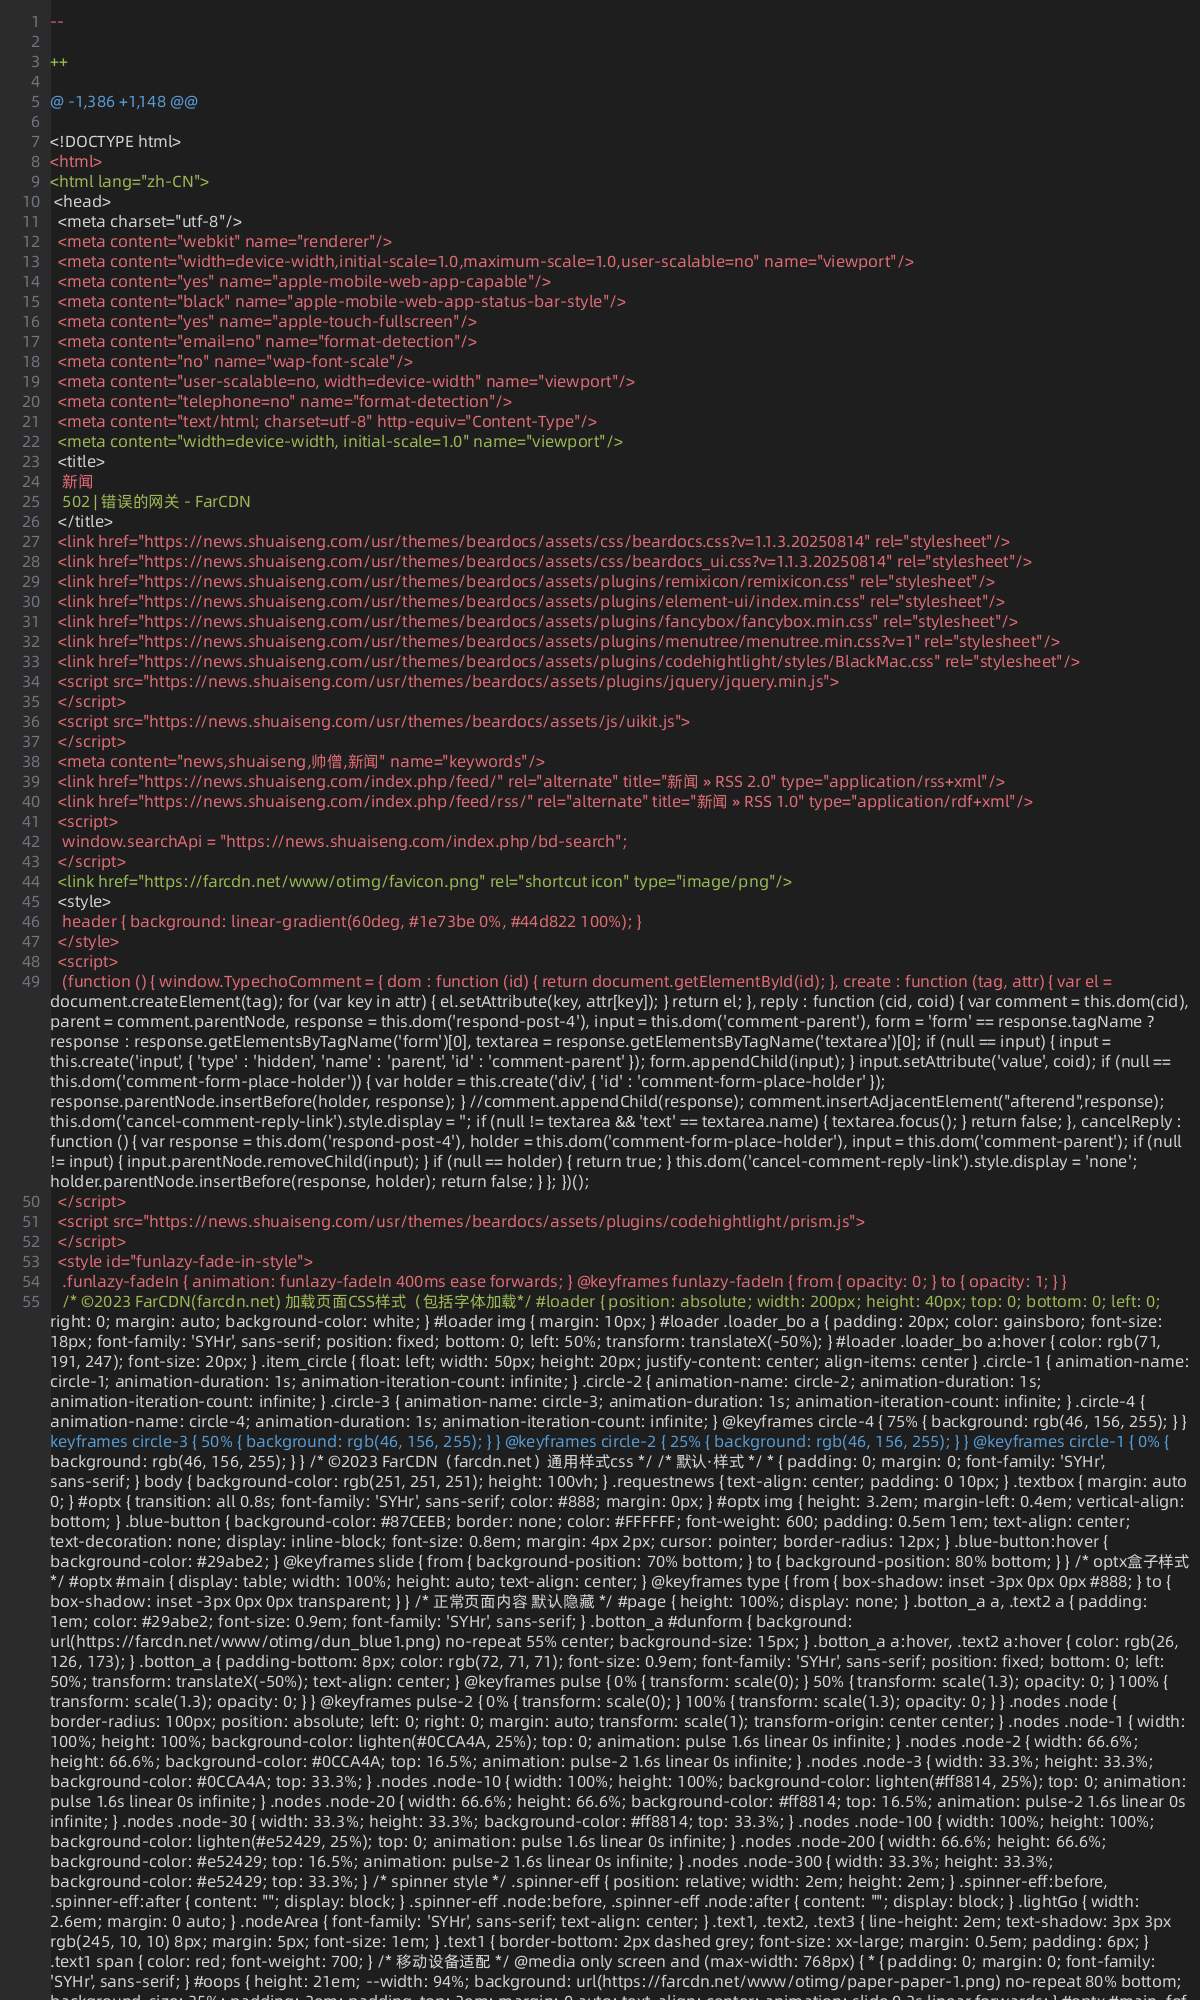 1 --
2
3 ++
4
5 @ -1,386 +1,148 @@
6
7 <!DOCTYPE html>
8 <html>
9 <html lang="zh-CN">
10 <head>
11 <meta charset="utf-8"/>
12 <meta content="webkit" name="renderer"/>
13 <meta content="width=device-width,initial-scale=1.0,maximum-scale=1.0,user-scalable=no" name="viewport"/>
14 <meta content="yes" name="apple-mobile-web-app-capable"/>
15 <meta content="black" name="apple-mobile-web-app-status-bar-style"/>
16 <meta content="yes" name="apple-touch-fullscreen"/>
17 <meta content="email=no" name="format-detection"/>
18 <meta content="no" name="wap-font-scale"/>
19 <meta content="user-scalable=no, width=device-width" name="viewport"/>
20 <meta content="telephone=no" name="format-detection"/>
21 <meta content="text/html; charset=utf-8" http-equiv="Content-Type"/>
22 <meta content="width=device-width, initial-scale=1.0" name="viewport"/>
23 <title>
24 新闻
25 502 | 错误的网关 - FarCDN
26 </title>
27 <link href="https://news.shuaiseng.com/usr/themes/beardocs/assets/css/beardocs.css?v=1.1.3.20250814" rel="stylesheet"/>
28 <link href="https://news.shuaiseng.com/usr/themes/beardocs/assets/css/beardocs_ui.css?v=1.1.3.20250814" rel="stylesheet"/>
29 <link href="https://news.shuaiseng.com/usr/themes/beardocs/assets/plugins/remixicon/remixicon.css" rel="stylesheet"/>
30 <link href="https://news.shuaiseng.com/usr/themes/beardocs/assets/plugins/element-ui/index.min.css" rel="stylesheet"/>
31 <link href="https://news.shuaiseng.com/usr/themes/beardocs/assets/plugins/fancybox/fancybox.min.css" rel="stylesheet"/>
32 <link href="https://news.shuaiseng.com/usr/themes/beardocs/assets/plugins/menutree/menutree.min.css?v=1" rel="stylesheet"/>
33 <link href="https://news.shuaiseng.com/usr/themes/beardocs/assets/plugins/codehightlight/styles/BlackMac.css" rel="stylesheet"/>
34 <script src="https://news.shuaiseng.com/usr/themes/beardocs/assets/plugins/jquery/jquery.min.js">
35 </script>
36 <script src="https://news.shuaiseng.com/usr/themes/beardocs/assets/js/uikit.js">
37 </script>
38 <meta content="news,shuaiseng,帅僧,新闻" name="keywords"/>
39 <link href="https://news.shuaiseng.com/index.php/feed/" rel="alternate" title="新闻 » RSS 2.0" type="application/rss+xml"/>
40 <link href="https://news.shuaiseng.com/index.php/feed/rss/" rel="alternate" title="新闻 » RSS 1.0" type="application/rdf+xml"/>
41 <script>
42 window.searchApi = "https://news.shuaiseng.com/index.php/bd-search";
43 </script>
44 <link href="https://farcdn.net/www/otimg/favicon.png" rel="shortcut icon" type="image/png"/>
45 <style>
46 header { background: linear-gradient(60deg, #1e73be 0%, #44d822 100%); }
47 </style>
48 <script>
49 (function () { window.TypechoComment = { dom : function (id) { return document.getElementById(id); }, create : function (tag, attr) { var el =
document.createElement(tag); for (var key in attr) { el.setAttribute(key, attr[key]); } return el; }, reply : function (cid, coid) { var comment = this.dom(cid),
parent = comment.parentNode, response = this.dom('respond-post-4'), input = this.dom('comment-parent'), form = 'form' == response.tagName ?
response : response.getElementsByTagName('form')[0], textarea = response.getElementsByTagName('textarea')[0]; if (null == input) { input =
this.create('input', { 'type' : 'hidden', 'name' : 'parent', 'id' : 'comment-parent' }); form.appendChild(input); } input.setAttribute('value', coid); if (null ==
this.dom('comment-form-place-holder')) { var holder = this.create('div', { 'id' : 'comment-form-place-holder' });
response.parentNode.insertBefore(holder, response); } //comment.appendChild(response); comment.insertAdjacentElement("afterend",response);
this.dom('cancel-comment-reply-link').style.display = ''; if (null != textarea && 'text' == textarea.name) { textarea.focus(); } return false; }, cancelReply :
function () { var response = this.dom('respond-post-4'), holder = this.dom('comment-form-place-holder'), input = this.dom('comment-parent'); if (null
!= input) { input.parentNode.removeChild(input); } if (null == holder) { return true; } this.dom('cancel-comment-reply-link').style.display = 'none';
holder.parentNode.insertBefore(response, holder); return false; } }; })();
50 </script>
51 <script src="https://news.shuaiseng.com/usr/themes/beardocs/assets/plugins/codehightlight/prism.js">
52 </script>
53 <style id="funlazy-fade-in-style">
54 .funlazy-fadeIn { animation: funlazy-fadeIn 400ms ease forwards; } @keyframes funlazy-fadeIn { from { opacity: 0; } to { opacity: 1; } }
55 /* ©2023 FarCDN(farcdn.net) 加载页面CSS样式（包括字体加载*/ #loader { position: absolute; width: 200px; height: 40px; top: 0; bottom: 0; left: 0;
right: 0; margin: auto; background-color: white; } #loader img { margin: 10px; } #loader .loader_bo a { padding: 20px; color: gainsboro; font-size:
18px; font-family: 'SYHr', sans-serif; position: fixed; bottom: 0; left: 50%; transform: translateX(-50%); } #loader .loader_bo a:hover { color: rgb(71,
191, 247); font-size: 20px; } .item_circle { float: left; width: 50px; height: 20px; justify-content: center; align-items: center } .circle-1 { animation-name:
circle-1; animation-duration: 1s; animation-iteration-count: infinite; } .circle-2 { animation-name: circle-2; animation-duration: 1s;
animation-iteration-count: infinite; } .circle-3 { animation-name: circle-3; animation-duration: 1s; animation-iteration-count: infinite; } .circle-4 {
animation-name: circle-4; animation-duration: 1s; animation-iteration-count: infinite; } @keyframes circle-4 { 75% { background: rgb(46, 156, 255); } }
keyframes circle-3 { 50% { background: rgb(46, 156, 255); } } @keyframes circle-2 { 25% { background: rgb(46, 156, 255); } } @keyframes circle-1 { 0% {
background: rgb(46, 156, 255); } } /* ©2023 FarCDN（farcdn.net）通用样式css */ /* 默认·样式 */ * { padding: 0; margin: 0; font-family: 'SYHr',
sans-serif; } body { background-color: rgb(251, 251, 251); height: 100vh; } .requestnews { text-align: center; padding: 0 10px; } .textbox { margin: auto
0; } #optx { transition: all 0.8s; font-family: 'SYHr', sans-serif; color: #888; margin: 0px; } #optx img { height: 3.2em; margin-left: 0.4em; vertical-align:
bottom; } .blue-button { background-color: #87CEEB; border: none; color: #FFFFFF; font-weight: 600; padding: 0.5em 1em; text-align: center;
text-decoration: none; display: inline-block; font-size: 0.8em; margin: 4px 2px; cursor: pointer; border-radius: 12px; } .blue-button:hover {
background-color: #29abe2; } @keyframes slide { from { background-position: 70% bottom; } to { background-position: 80% bottom; } } /* optx盒子样式
*/ #optx #main { display: table; width: 100%; height: auto; text-align: center; } @keyframes type { from { box-shadow: inset -3px 0px 0px #888; } to {
box-shadow: inset -3px 0px 0px transparent; } } /* 正常页面内容 默认隐藏 */ #page { height: 100%; display: none; } .botton_a a, .text2 a { padding:
1em; color: #29abe2; font-size: 0.9em; font-family: 'SYHr', sans-serif; } .botton_a #dunform { background:
url(https://farcdn.net/www/otimg/dun_blue1.png) no-repeat 55% center; background-size: 15px; } .botton_a a:hover, .text2 a:hover { color: rgb(26,
126, 173); } .botton_a { padding-bottom: 8px; color: rgb(72, 71, 71); font-size: 0.9em; font-family: 'SYHr', sans-serif; position: fixed; bottom: 0; left:
50%; transform: translateX(-50%); text-align: center; } @keyframes pulse { 0% { transform: scale(0); } 50% { transform: scale(1.3); opacity: 0; } 100% {
transform: scale(1.3); opacity: 0; } } @keyframes pulse-2 { 0% { transform: scale(0); } 100% { transform: scale(1.3); opacity: 0; } } .nodes .node {
border-radius: 100px; position: absolute; left: 0; right: 0; margin: auto; transform: scale(1); transform-origin: center center; } .nodes .node-1 { width:
100%; height: 100%; background-color: lighten(#0CCA4A, 25%); top: 0; animation: pulse 1.6s linear 0s infinite; } .nodes .node-2 { width: 66.6%;
height: 66.6%; background-color: #0CCA4A; top: 16.5%; animation: pulse-2 1.6s linear 0s infinite; } .nodes .node-3 { width: 33.3%; height: 33.3%;
background-color: #0CCA4A; top: 33.3%; } .nodes .node-10 { width: 100%; height: 100%; background-color: lighten(#ff8814, 25%); top: 0; animation:
pulse 1.6s linear 0s infinite; } .nodes .node-20 { width: 66.6%; height: 66.6%; background-color: #ff8814; top: 16.5%; animation: pulse-2 1.6s linear 0s
infinite; } .nodes .node-30 { width: 33.3%; height: 33.3%; background-color: #ff8814; top: 33.3%; } .nodes .node-100 { width: 100%; height: 100%;
background-color: lighten(#e52429, 25%); top: 0; animation: pulse 1.6s linear 0s infinite; } .nodes .node-200 { width: 66.6%; height: 66.6%;
background-color: #e52429; top: 16.5%; animation: pulse-2 1.6s linear 0s infinite; } .nodes .node-300 { width: 33.3%; height: 33.3%;
background-color: #e52429; top: 33.3%; } /* spinner style */ .spinner-eff { position: relative; width: 2em; height: 2em; } .spinner-eff:before,
.spinner-eff:after { content: ""; display: block; } .spinner-eff .node:before, .spinner-eff .node:after { content: ""; display: block; } .lightGo { width:
2.6em; margin: 0 auto; } .nodeArea { font-family: 'SYHr', sans-serif; text-align: center; } .text1, .text2, .text3 { line-height: 2em; text-shadow: 3px 3px
rgb(245, 10, 10) 8px; margin: 5px; font-size: 1em; } .text1 { border-bottom: 2px dashed grey; font-size: xx-large; margin: 0.5em; padding: 6px; }
.text1 span { color: red; font-weight: 700; } /* 移动设备适配 */ @media only screen and (max-width: 768px) { * { padding: 0; margin: 0; font-family:
'SYHr', sans-serif; } #oops { height: 21em; --width: 94%; background: url(https://farcdn.net/www/otimg/paper-paper-1.png) no-repeat 80% bottom;